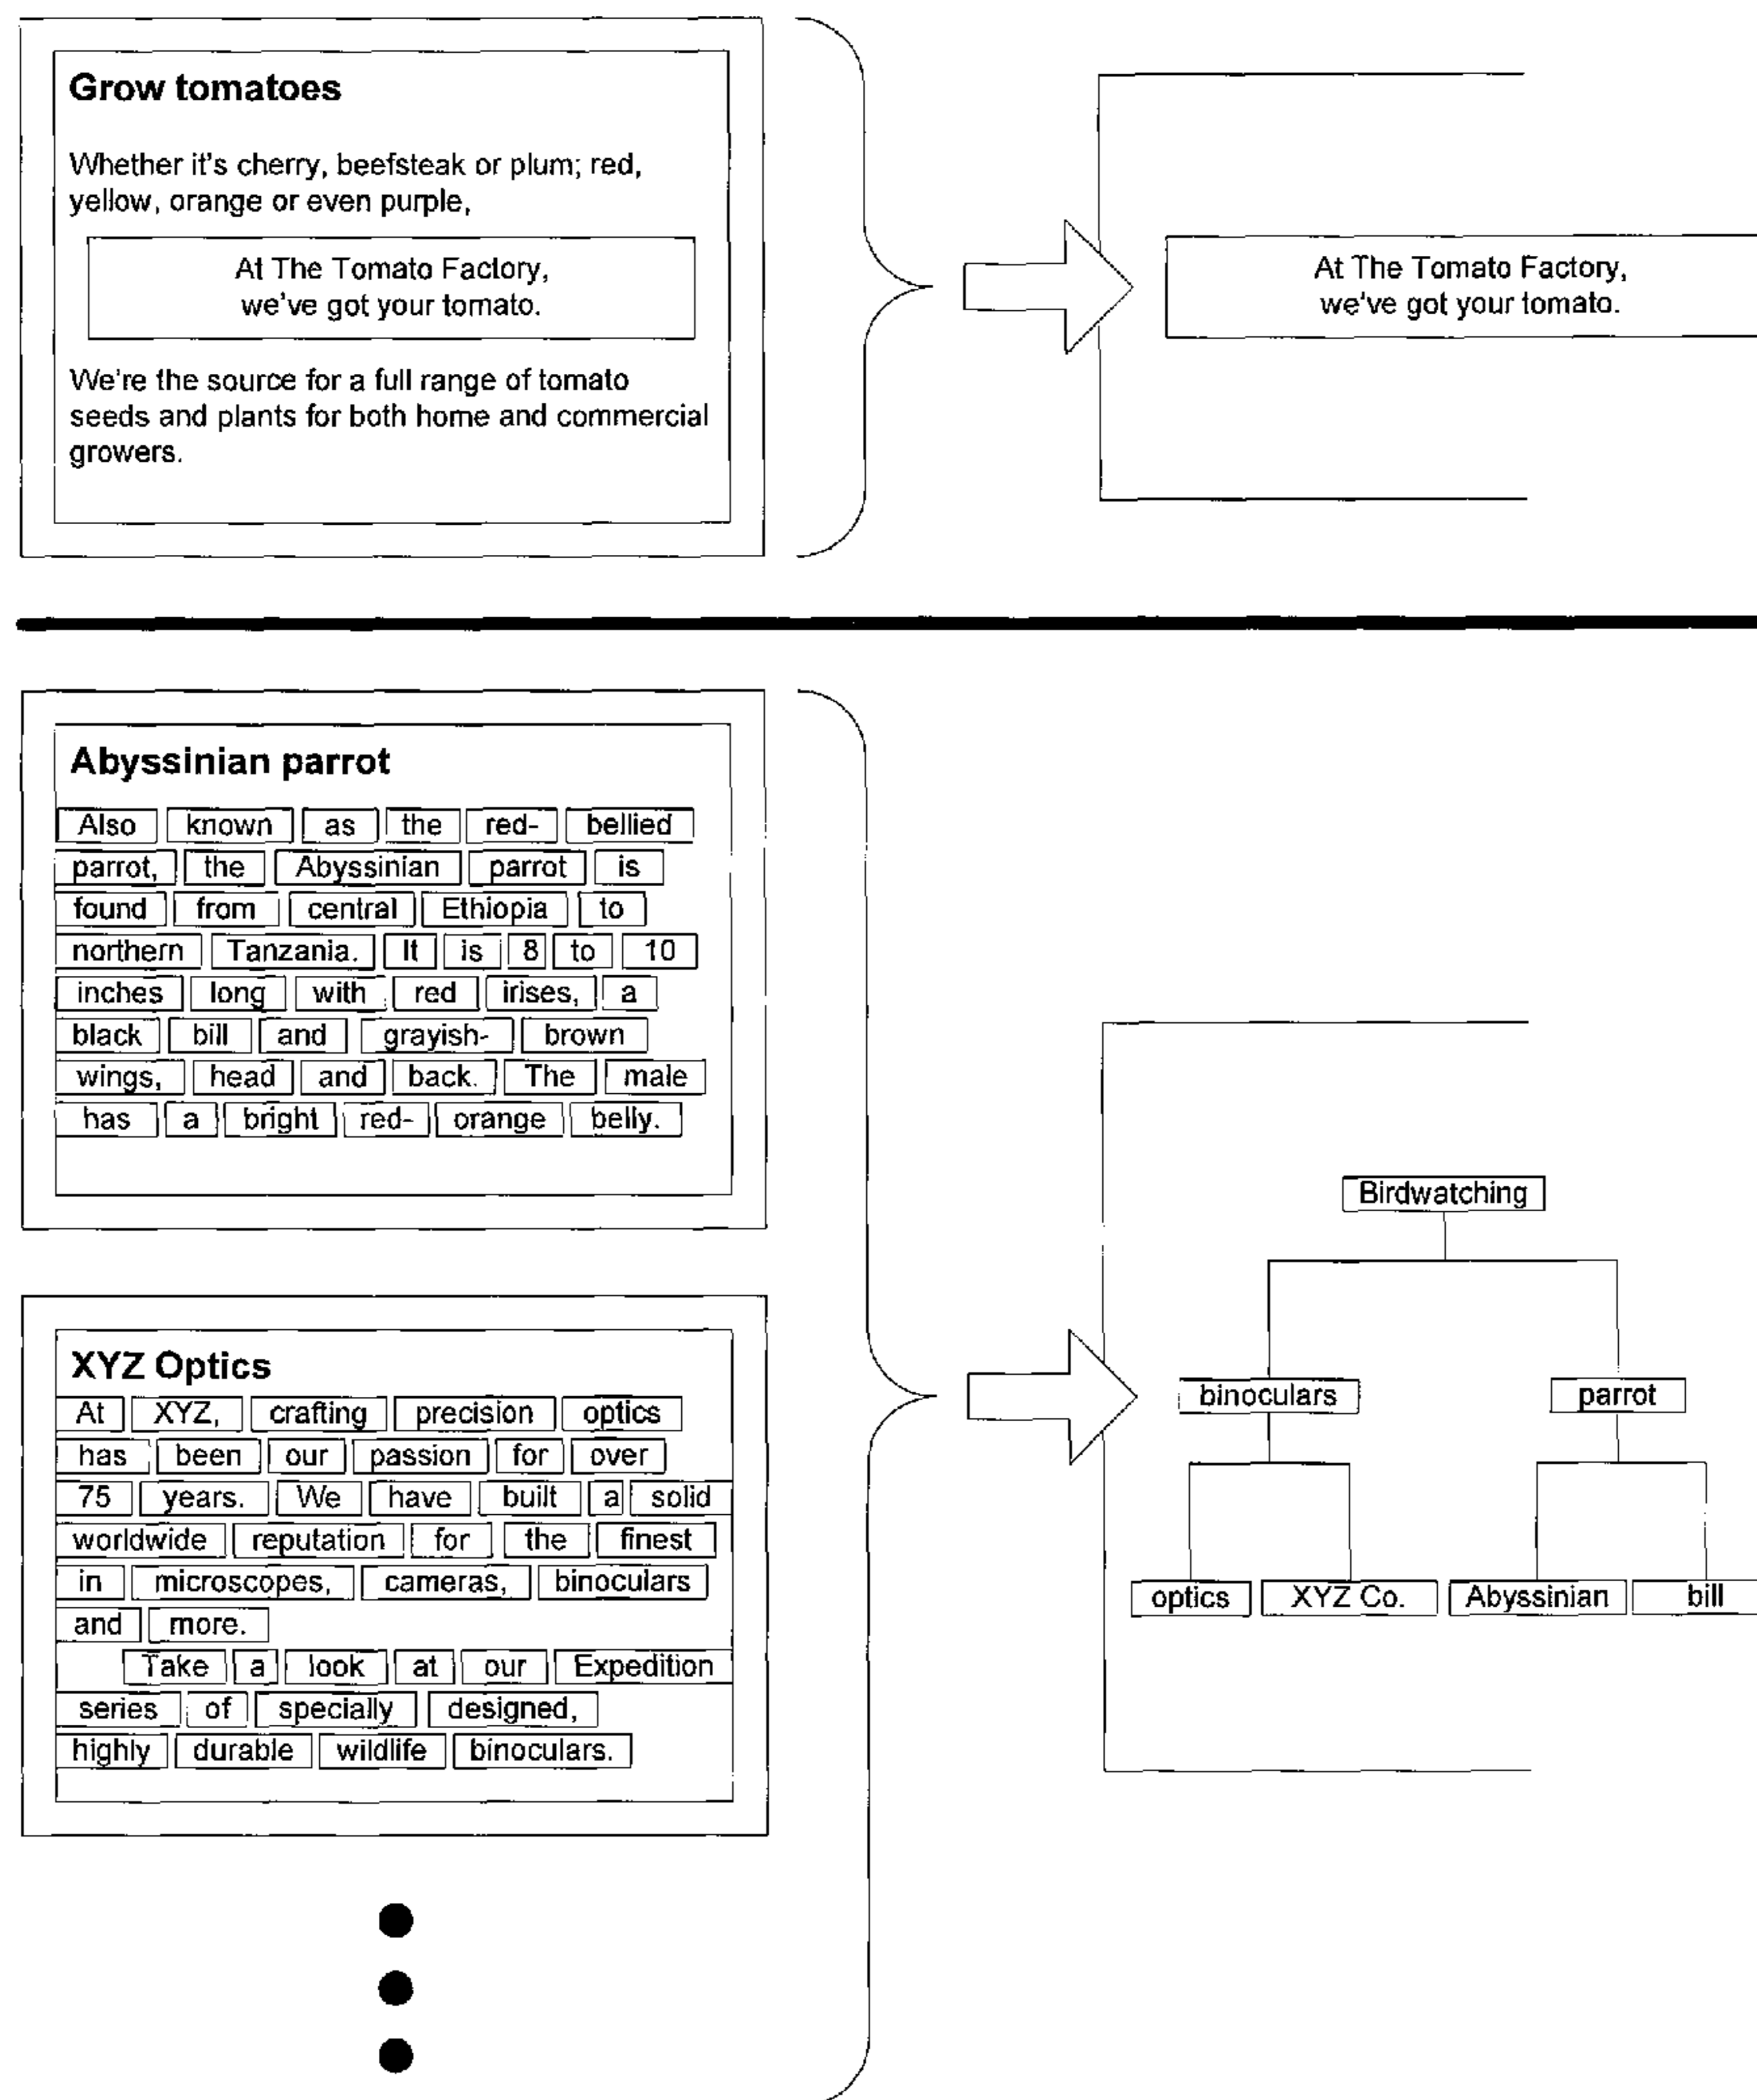 Grow tomatoes
Whether it's cherry, beefsteak or plum; red,
yellow, orange or even purple,
At The Tomato Factory,
we've got your tomato.
We're the source for a full range of tomato
seeds and plants for both home and commercial
growers.
At The Tomato Factory,
we've got your tomato.
Abyssinian parrot
Also known as the red- bellied
parrot, the Abyssinian parrot is
found from central Ethiopia to
northern Tanzania. It is 8 to 10
inches long with red irises, a
black bill and grayish- brown
wings, head and back. The male
has a bright red- orange belly.
XYZ Optics
At XYZ, crafting precision optics
has been our passion for over
75 years. We have built a solid
worldwide reputation for the finest
in microscopes, cameras, binoculars
and more.
Take a look at our Expedition
series of specially designed,
highly durable wildlife binoculars.
Birdwatching
binoculars parrot
optics XYZ Co. Abyssinian bill